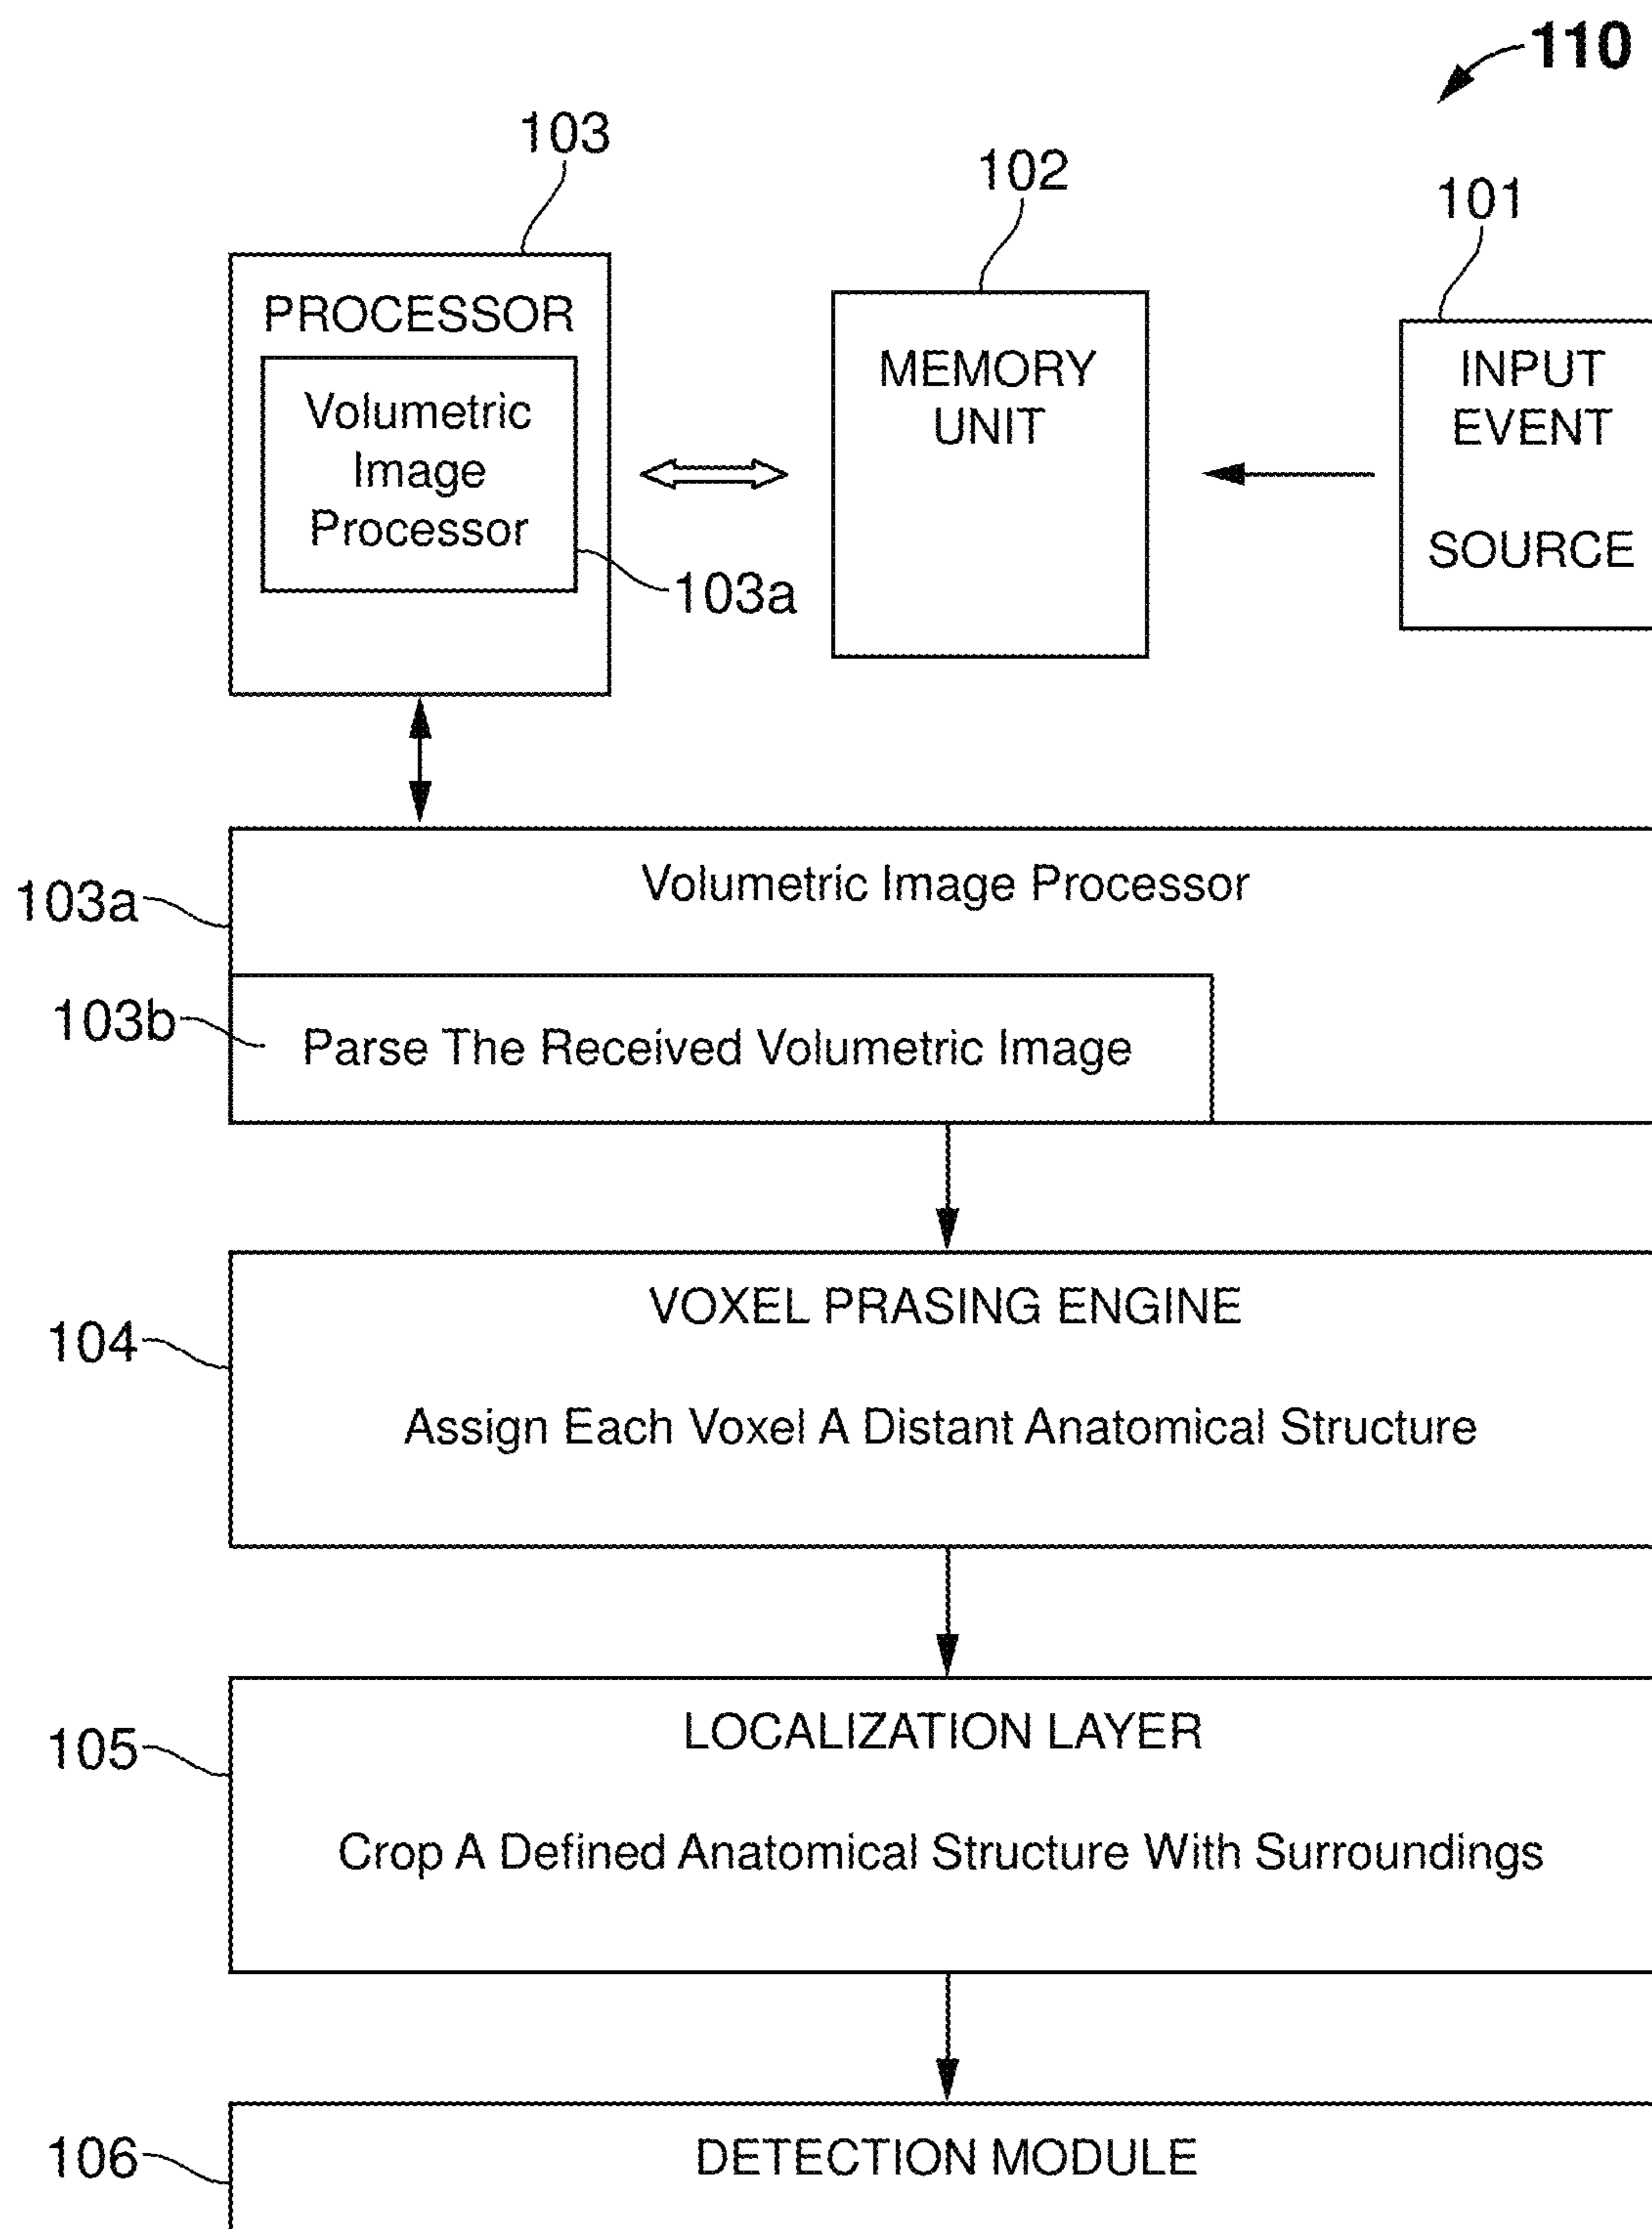 110
103
102
101
PROCESSOR
Volumetric
Image
Processor
103a
MEMORY
UNIT
INPUT
EVENT
SOURCE
Volumetric Image Processor
103a
103b
Parse The Received Volumetric Image
VOXEL PRASING ENGINE
104
Assign Each Voxel A Distant Anatomical Structure
LOCALIZATION LAYER
105
Crop A Defined Anatomical Structure With Surroundings
106
DETECTION MODULE